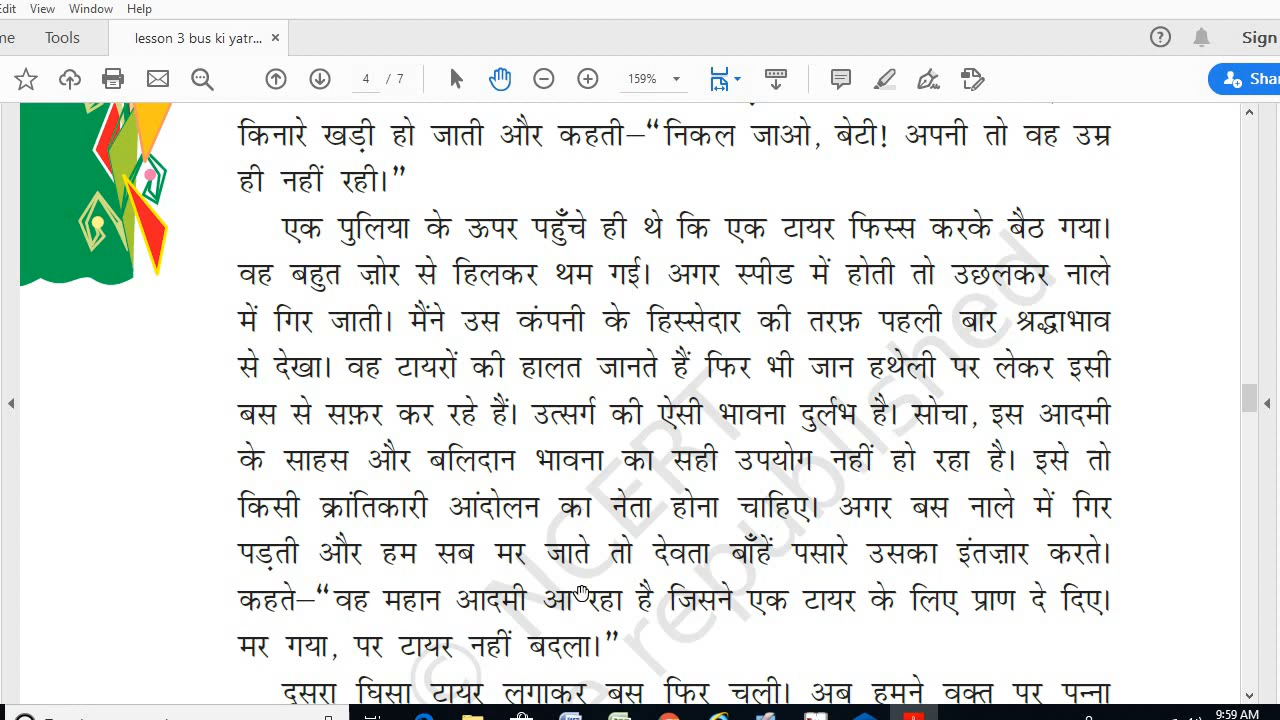 Edit View Window Help
me Tools lesson 3 bus ki yatr... × Sign
4 / 7 159% Shar
किनारे खड़ी हो जाती और कहती–“निकल जाओ, बेटी! अपनी तो वह उम्र
ही नहीं रही।”
एक पुलिया के ऊपर पहुँचे ही थे कि एक टायर फिस्स करके बैठ गया।
वह बहुत ज़ोर से हिलकर थम गई। अगर स्पीड में होती तो उछलकर नाले
में गिर जाती। मैंने उस कंपनी के हिस्सेदार की तरफ़ पहली बार श्रद्धाभाव
से देखा। वह टायरों की हालत जानते हैं फिर भी जान हथेली पर लेकर इसी
बस से सफ़र कर रहे हैं। उत्सर्ग की ऐसी भावना दुर्लभ है। सोचा, इस आदमी
के साहस और बलिदान भावना का सही उपयोग नहीं हो रहा है। इसे तो
किसी क्रांतिकारी आंदोलन का नेता होना चाहिए। अगर बस नाले में गिर
पड़ती और हम सब मर जाते तो देवता बाँहें पसारे उसका इंतज़ार करते।
कहते–“वह महान आदमी आ रहा है जिसने एक टायर के लिए प्राण दे दिए।
मर गया, पर टायर नहीं बदला।”
दूसरा घिसा टायर लगाकर बस फिर चली। अब हमने वक्त पर पन्ना
© NCERT
republished
9:59 AM